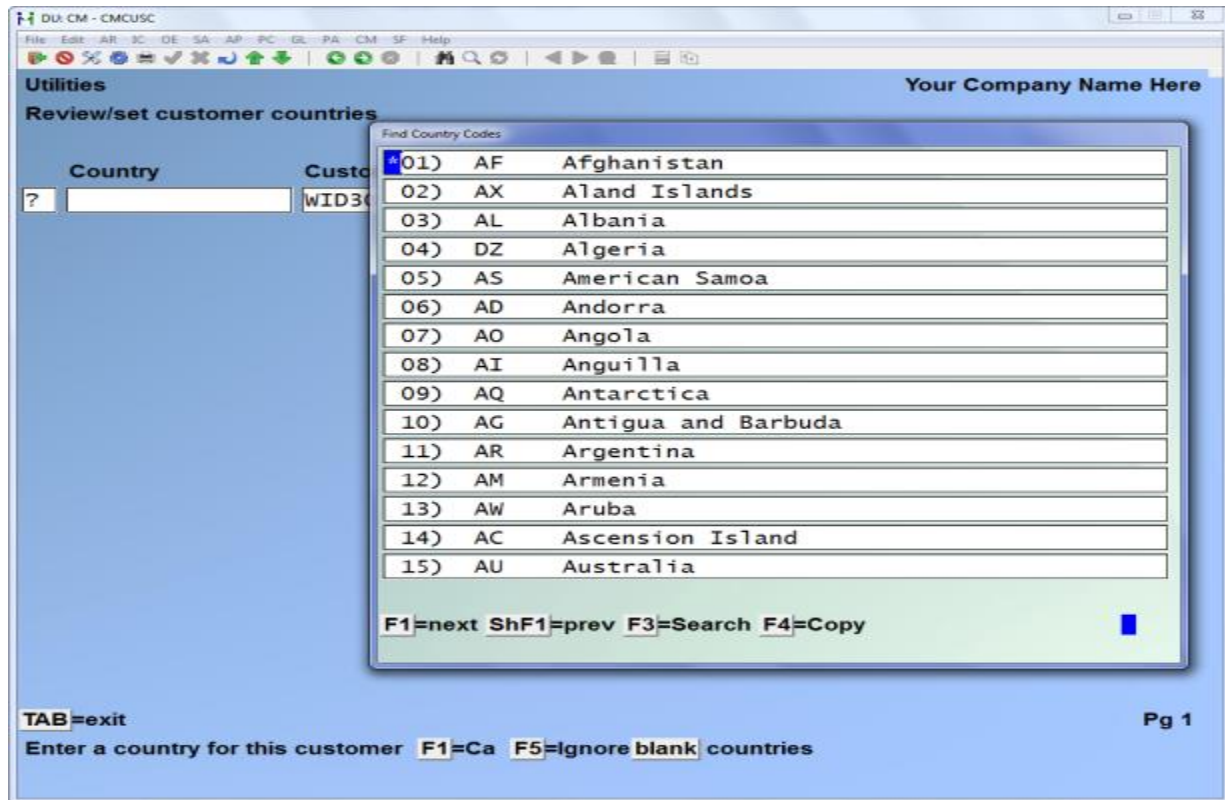 DU: CM - CMCUSC
File Edit AR IC OE SA AP PC GL PA CM SF Help
Utilities
Your Company Name Here
Review/set customer countries
Find Country Codes
Country
Custo
?
WID30
*01) AF Afghanistan
02) AX Aland Islands
03) AL Albania
04) DZ Algeria
05) AS American Samoa
06) AD Andorra
07) AO Angola
08) AI Anguilla
09) AQ Antarctica
10) AG Antigua and Barbuda
11) AR Argentina
12) AM Armenia
13) AW Aruba
14) AC Ascension Island
15) AU Australia
F1=next ShF1=prev F3=Search F4=Copy
TAB=exit
Pg 1
Enter a country for this customer F1=Ca F5=Ignore blank countries